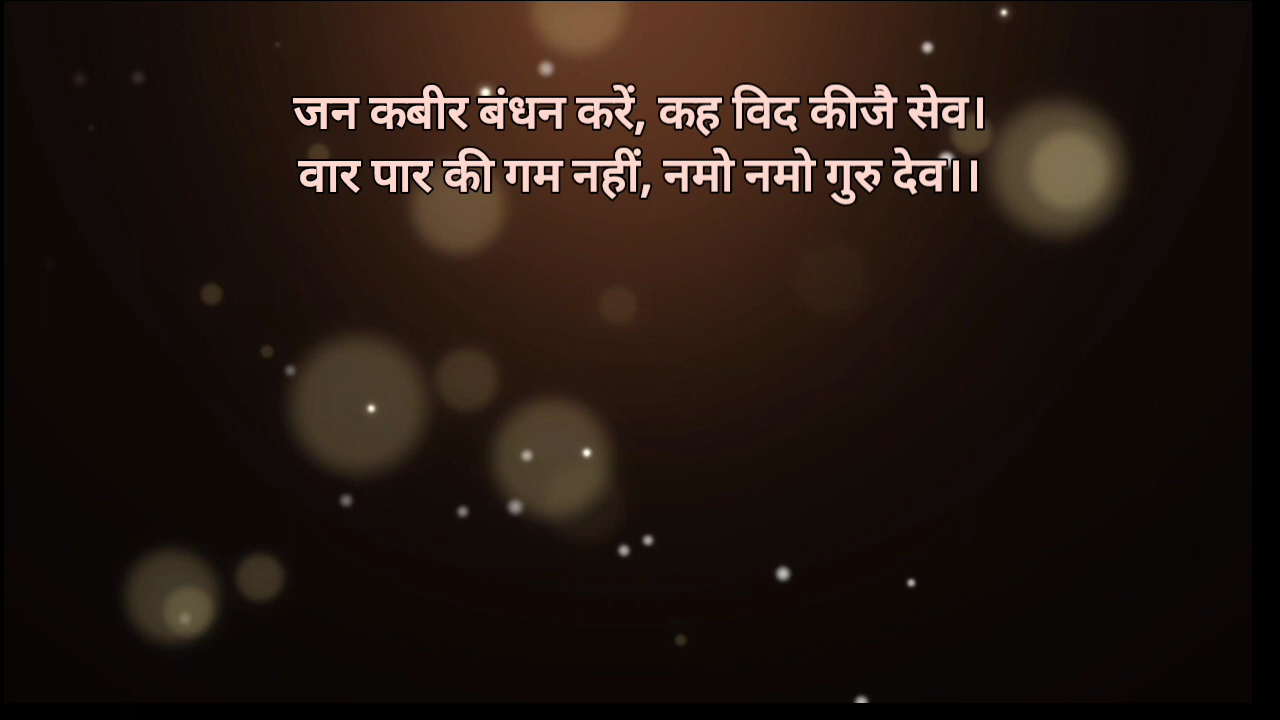 जन कबीर बंधन करें, कह विद कीजै सेव।
वार पार की गम नहीं, नमो नमो गुरु देव।।